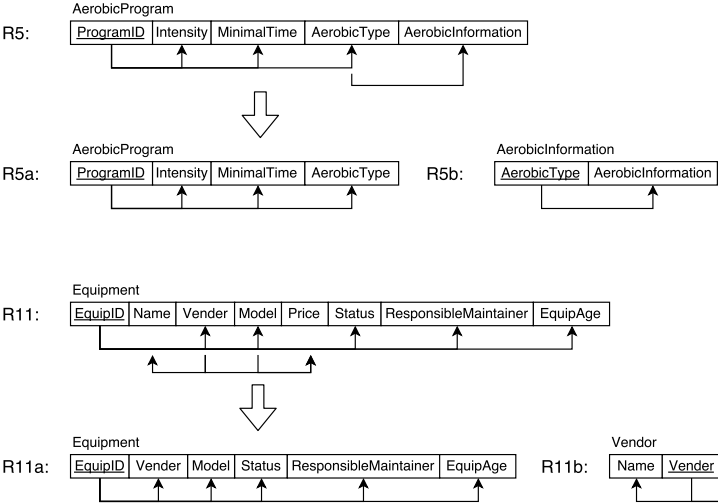 AerobicProgram
R5: ProgramID Intensity MinimalTime AerobicType AerobicInformation
AerobicProgram AerobicInformation
R5a: ProgramID Intensity MinimalTime AerobicType R5b: AerobicType AerobicInformation
Equipment
R11: EquipID Name Vender Model Price Status ResponsibleMaintainer EquipAge
Equipment Vendor
R11a: EquipID Vender Model Status ResponsibleMaintainer EquipAge R11b: Name Vender